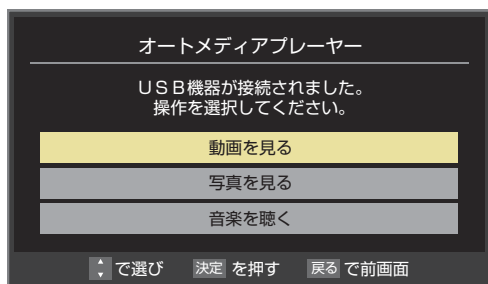 オートメディアプレーヤー
USB機器が接続されました。
操作を選択してください。
動画を見る
写真を見る
音楽を聴く
で選び 決定 を押す 戻る で前画面